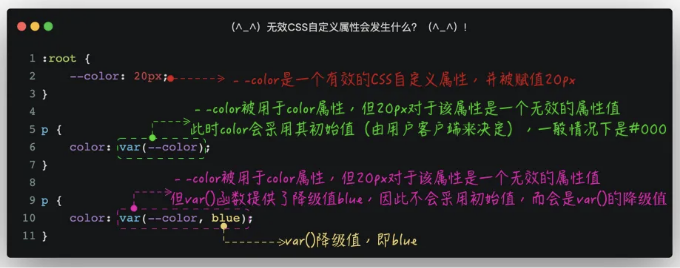 （^_^）无效CSS自定义属性会发生什么？（^_^）！
1 :root {
2 --color: 20px; --color是一个有效的CSS自定义属性，并被赋值20px
3 }
4 --color被用于color属性，但20px对于该属性是一个无效的属性值
5 p { 此时color会采用其初始值（由用户客户端来决定），一般情况下是#000
6 color: var(--color);
7 }
8 --color被用于color属性，但20px对于该属性是一个无效的属性值
9 p { 但var()函数提供了降级值blue，因此不会采用初始值，而会是var()的降级值
10 color: var(--color, blue);
11 } var()降级值，即blue